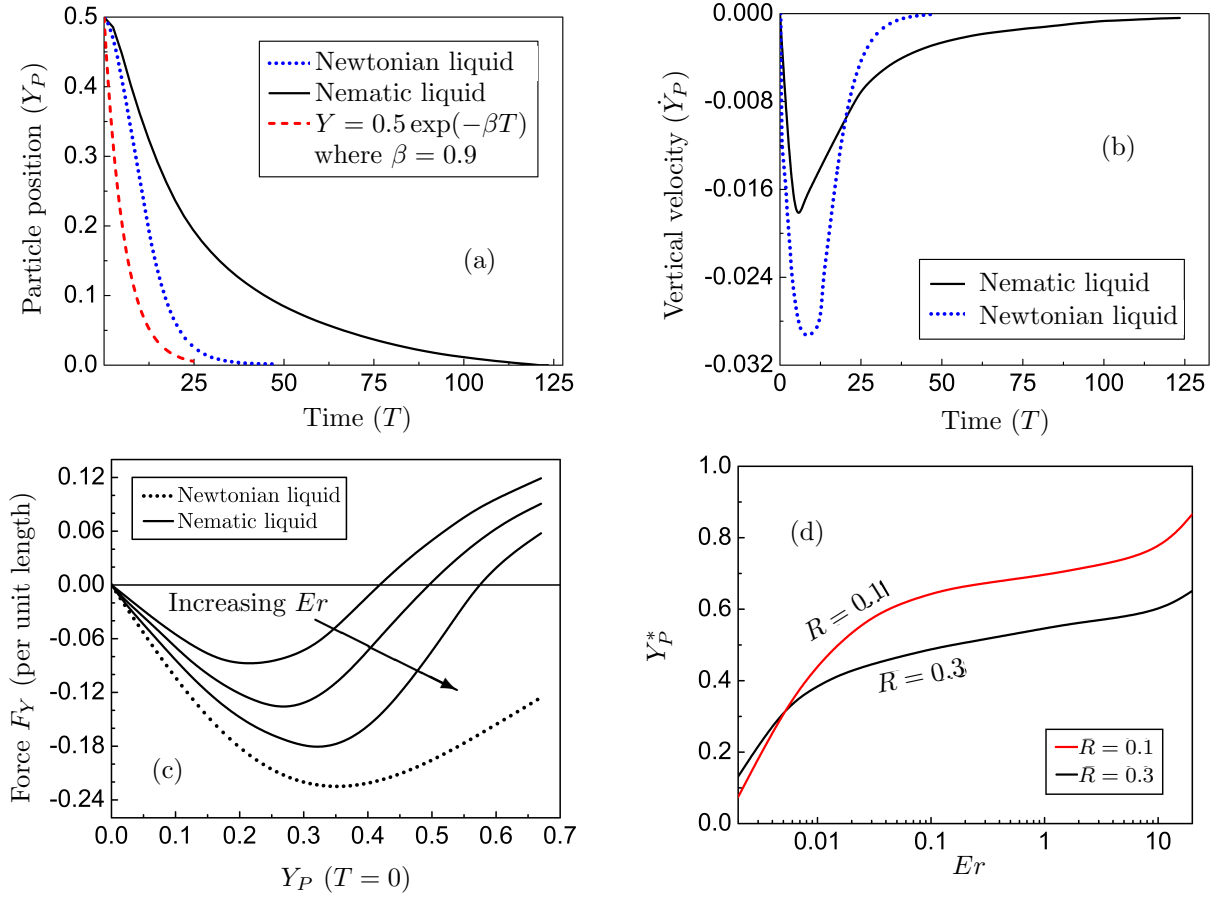 0.5
0.4
0.3
0.2
0.1
0.0
Particle position (Y_P)
Newtonian liquid
Nematic liquid
Y = 0.5 exp(−βT)
where β = 0.9
(a)
25
50
75
100
125
Time (T)
0.000
-0.008
-0.016
-0.024
-0.032
Vertical velocity (Ẏ_P)
(b)
Nematic liquid
Newtonian liquid
0
25
50
75
100
125
Time (T)
0.12
0.06
0.00
-0.06
-0.12
-0.18
-0.24
Force F_Y (per unit length)
Newtonian liquid
Nematic liquid
Increasing Er
(c)
0.0
0.1
0.2
0.3
0.4
0.5
0.6
0.7
Y_P (T = 0)
1.0
0.8
0.6
0.4
0.2
0.0
Y_P^*
(d)
R = 0.1
R = 0.3
R = 0.1
R = 0.3
0.01
0.1
1
10
Er